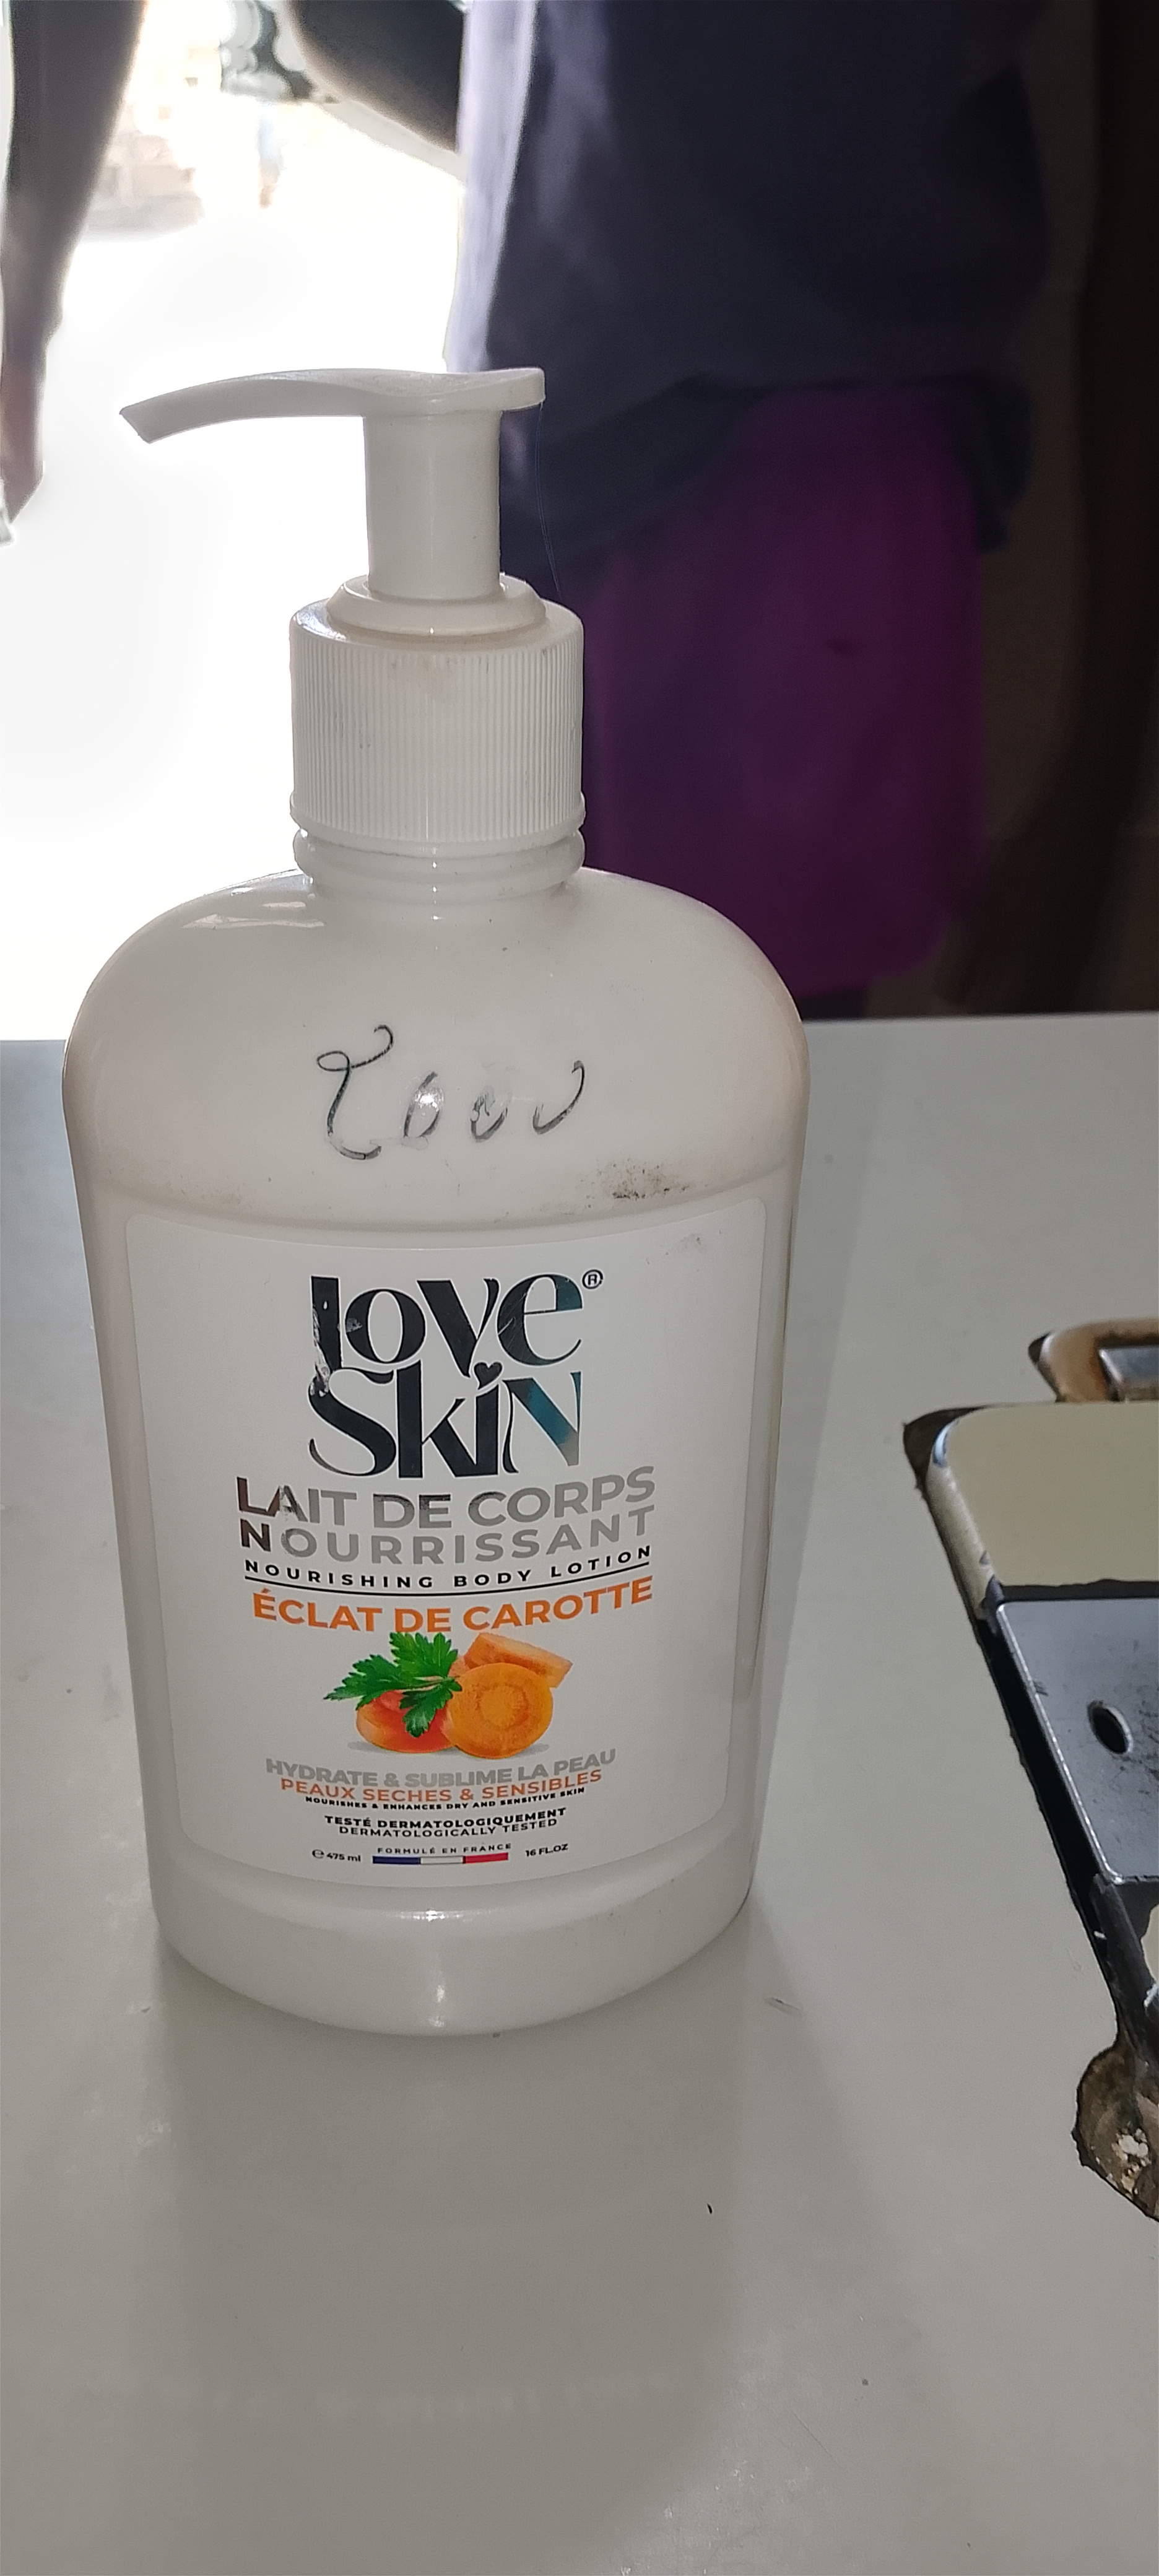 Love®
Skin
LAIT DE CORPS
NOURRISSANT
NOURISHING BODY LOTION
ÉCLAT DE CAROTTE
HYDRATE & SUBLIME LA PEAU
PEAUX SECHES & SENSIBLES
NOURISHES & ENHANCES DRY AND SENSITIVE SKIN
TESTÉ DERMATOLOGIQUEMENT
DERMATOLOGICALLY TESTED
FORMULÉ EN FRANCE
℮ 475 ml 16 FL.OZ